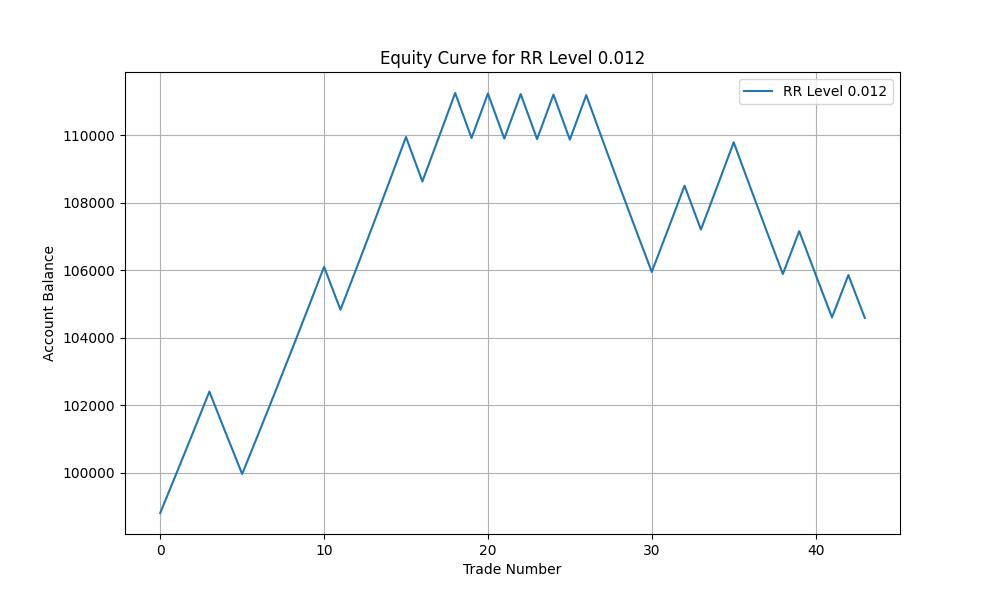 Equity Curve for RR Level 0.012
RR Level 0.012
110000
108000
106000
104000
102000
100000
Account Balance
0 10 20 30 40
Trade Number